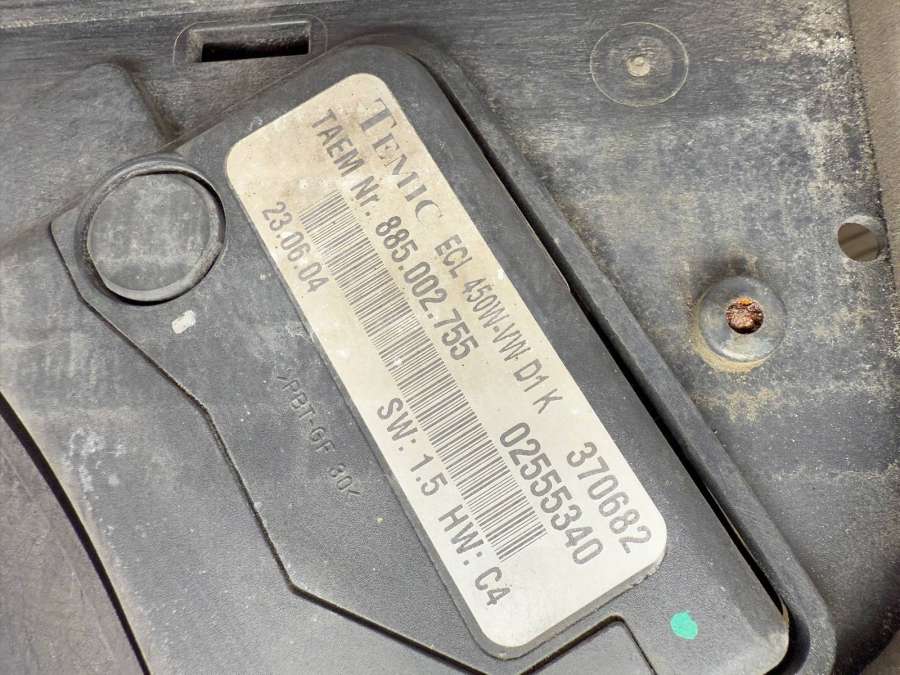 TEMIC ECL 450W-VW-D1 K 370682
TAEM Nr. 885.002.755 02555340
23.06.04 SW: 1.5 HW: C4
>PBT-GF 30<